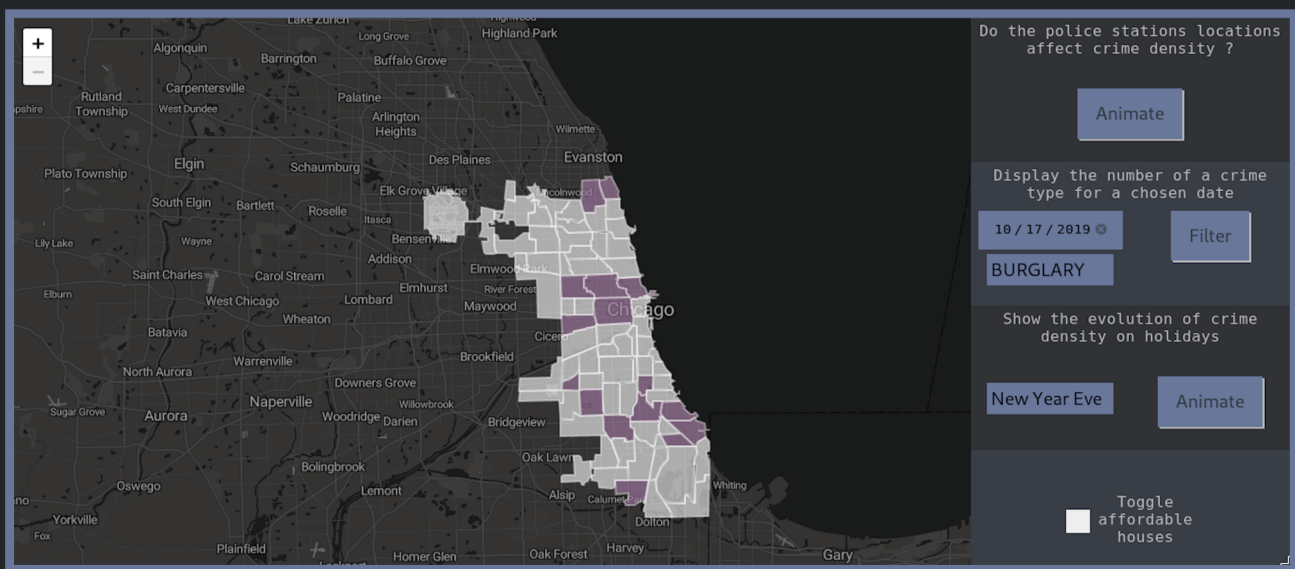 Lake Zurich
Highwood
Long Grove
Highland Park
Algonquin
Barrington
Buffalo Grove
Carpentersville
Rutland
Township
West Dundee
Palatine
Arlington
Heights
Wilmette
Elgin
Schaumburg
Des Plaines
Evanston
Plato Township
Elk Grove Village
Lincolnwood
South Elgin
Bartlett
Roselle
Itasca
Lily Lake
Wayne
Bensenville
Addison
Saint Charles
Carol Stream
Elmwood Park
Elburn
West Chicago
Lombard
Elmhurst
River Forest
Maywood
Chicago
Wheaton
Batavia
Cicero
Warrenville
Brookfield
North Aurora
Downers Grove
Sugar Grove
Aurora
Naperville
Woodridge
Willowbrook
Darien
Bridgeview
Bolingbrook
Oak Lawn
Oswego
Lemont
Alsip
Calumet Park
Whiting
Yorkville
Fox
Dolton
Plainfield
Homer Glen
Oak Forest
Harvey
Gary
+
−
Do the police stations locations
affect crime density ?
Animate
Display the number of a crime
type for a chosen date
10/17/2019
BURGLARY
Filter
Show the evolution of crime
density on holidays
New Year Eve
Animate
Toggle
affordable
houses